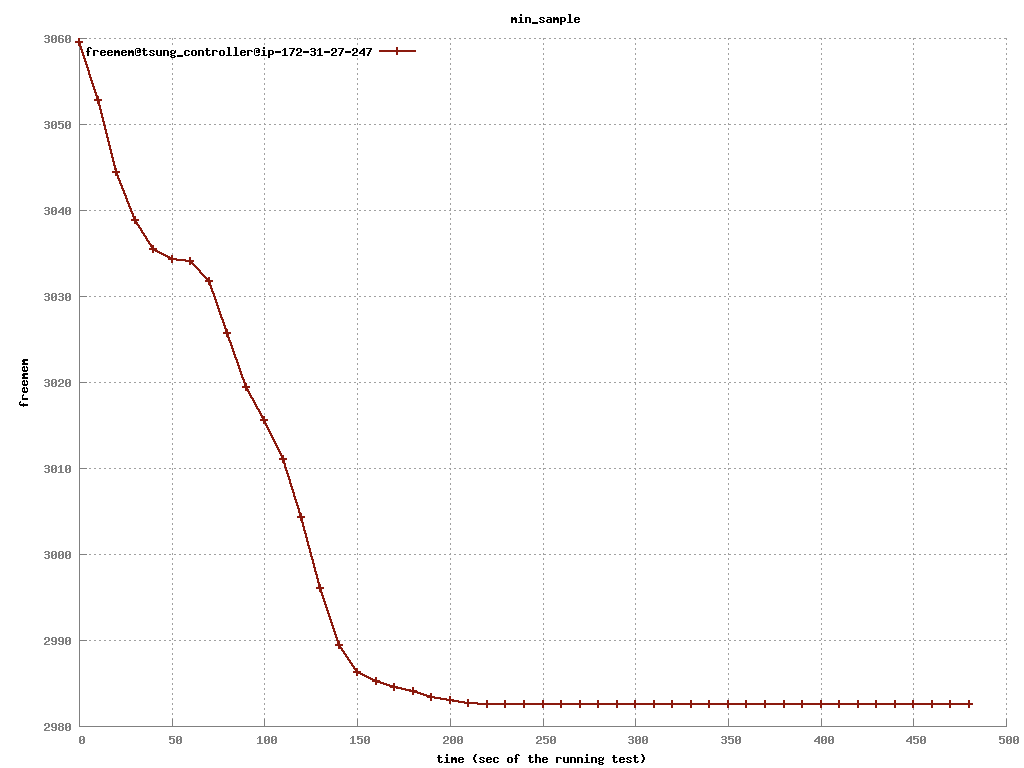 min_sample
freemem@tsung_controller@ip-172-31-27-247
3060
3050
3040
3030
3020
3010
3000
2990
2980
freemem
0 50 100 150 200 250 300 350 400 450 500
time (sec of the running test)